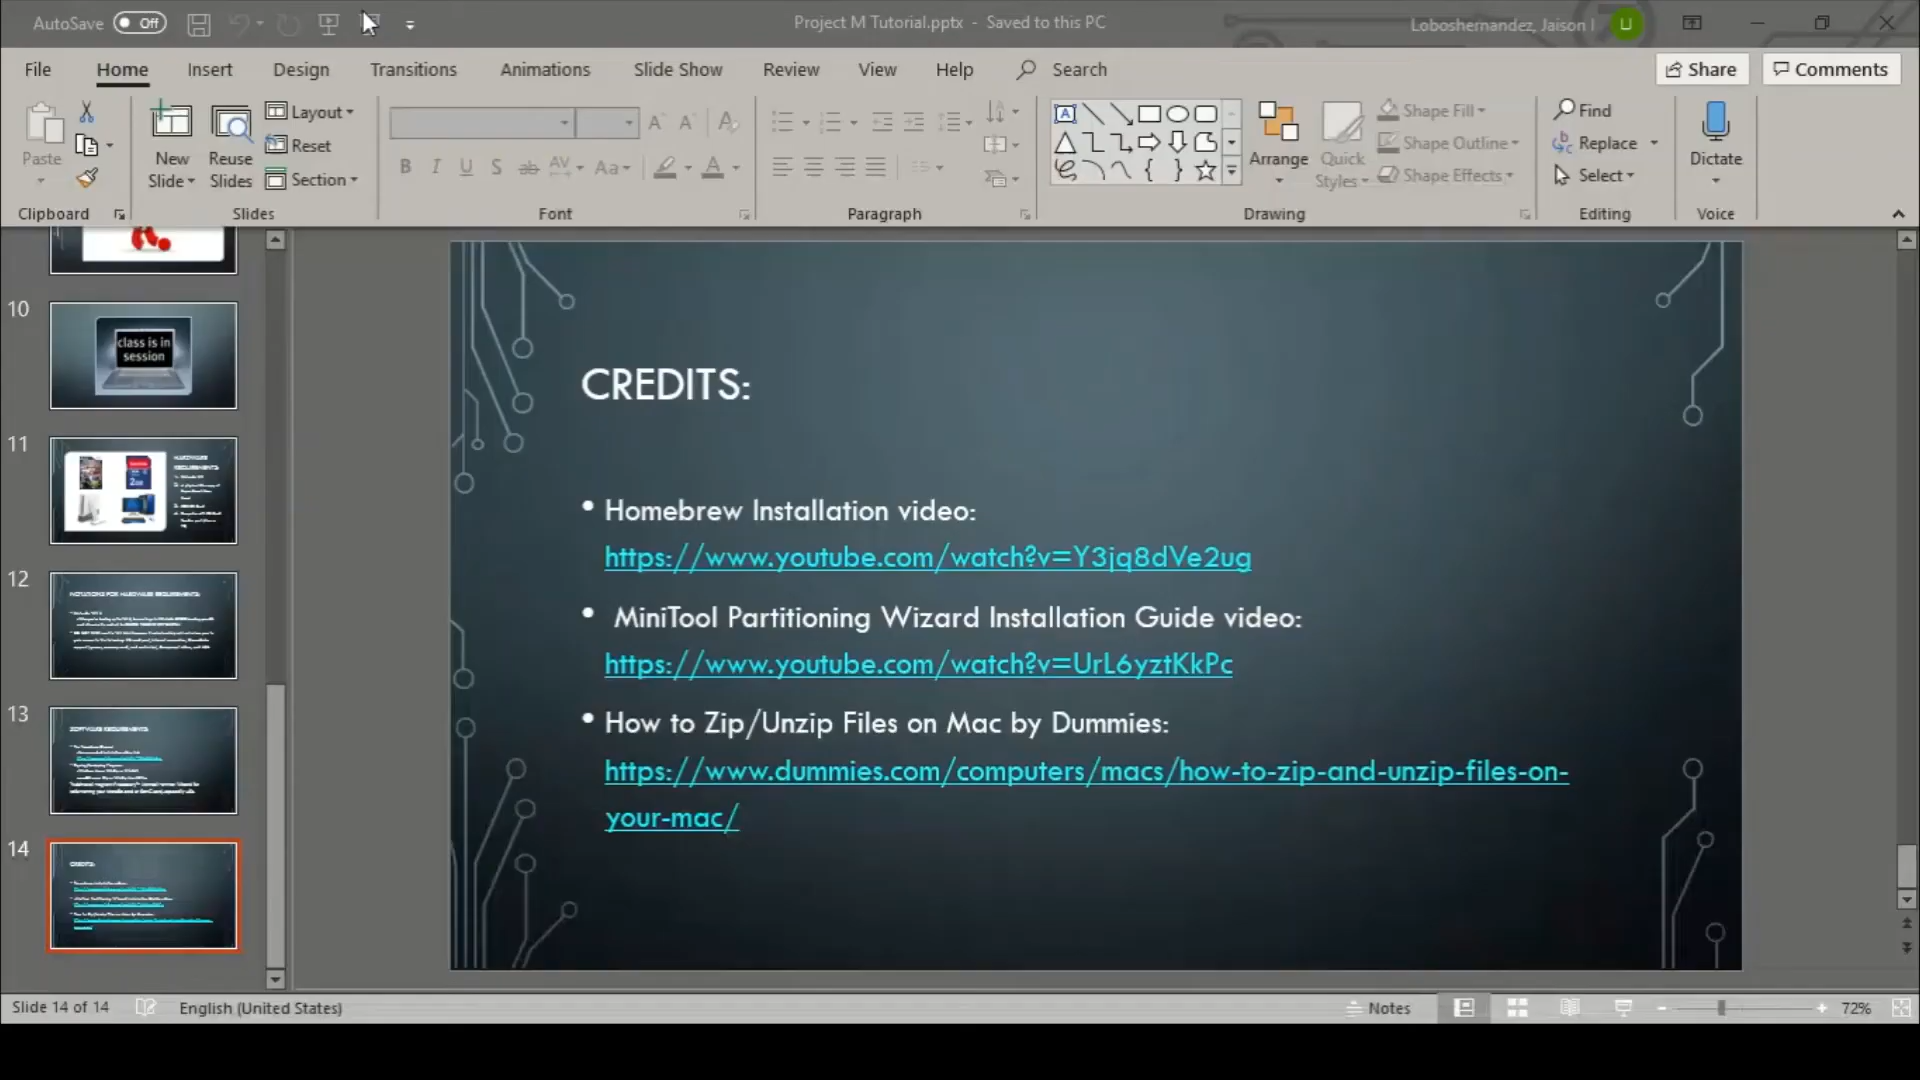 AutoSave Off
Project M Tutorial.pptx - Saved to this PC
Loboshernandez, Jaison I U
File Home Insert Design Transitions Animations Slide Show Review View Help Search Share Comments
Paste
New Slide
Reuse Slides
Layout
Reset
Section
B I U S ab AV Aa A
Arrange
Quick Styles
Shape Fill
Shape Outline
Shape Effects
Find
Replace
Select
Dictate
Clipboard Slides Font Paragraph Drawing Editing Voice
10
class is in
session
11
12
13
14
CREDITS:
• Homebrew Installation video:
https://www.youtube.com/watch?v=Y3jq8dVe2ug
• MiniTool Partitioning Wizard Installation Guide video:
https://www.youtube.com/watch?v=UrL6yztKkPc
• How to Zip/Unzip Files on Mac by Dummies:
https://www.dummies.com/computers/macs/how-to-zip-and-unzip-files-on-
your-mac/
Slide 14 of 14 English (United States) Notes 72%